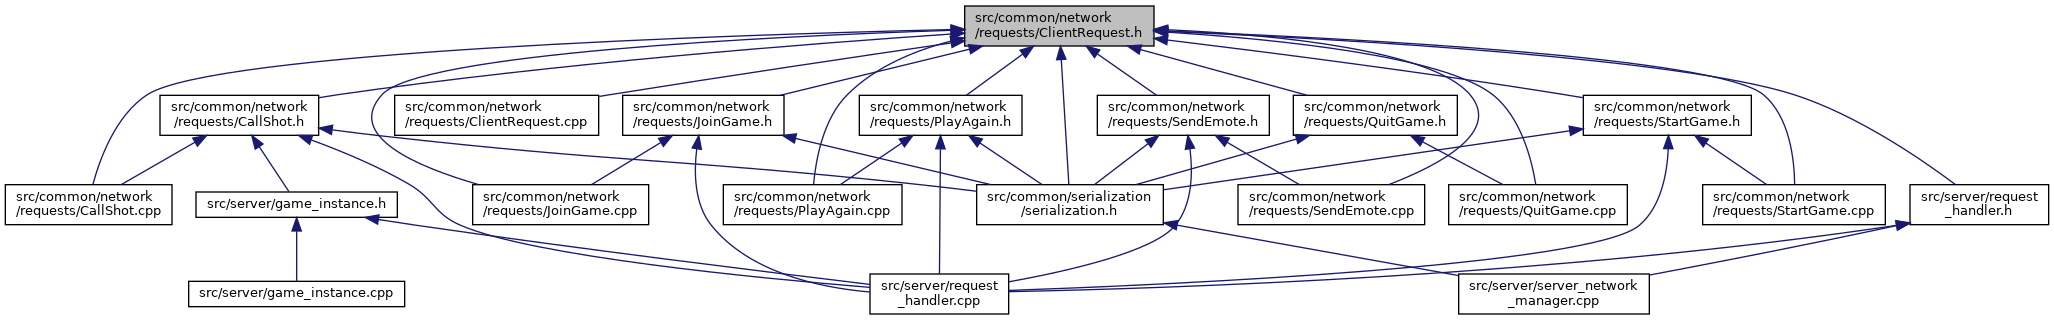 src/common/network
/requests/ClientRequest.h
src/common/network
/requests/CallShot.h
src/common/network
/requests/ClientRequest.cpp
src/common/network
/requests/JoinGame.h
src/common/network
/requests/PlayAgain.h
src/common/network
/requests/SendEmote.h
src/common/network
/requests/QuitGame.h
src/common/network
/requests/StartGame.h
src/common/network
/requests/CallShot.cpp
src/server/game_instance.h
src/common/network
/requests/JoinGame.cpp
src/common/network
/requests/PlayAgain.cpp
src/common/serialization
/serialization.h
src/common/network
/requests/SendEmote.cpp
src/common/network
/requests/QuitGame.cpp
src/common/network
/requests/StartGame.cpp
src/server/request
_handler.h
src/server/game_instance.cpp
src/server/request
_handler.cpp
src/server/server_network
_manager.cpp